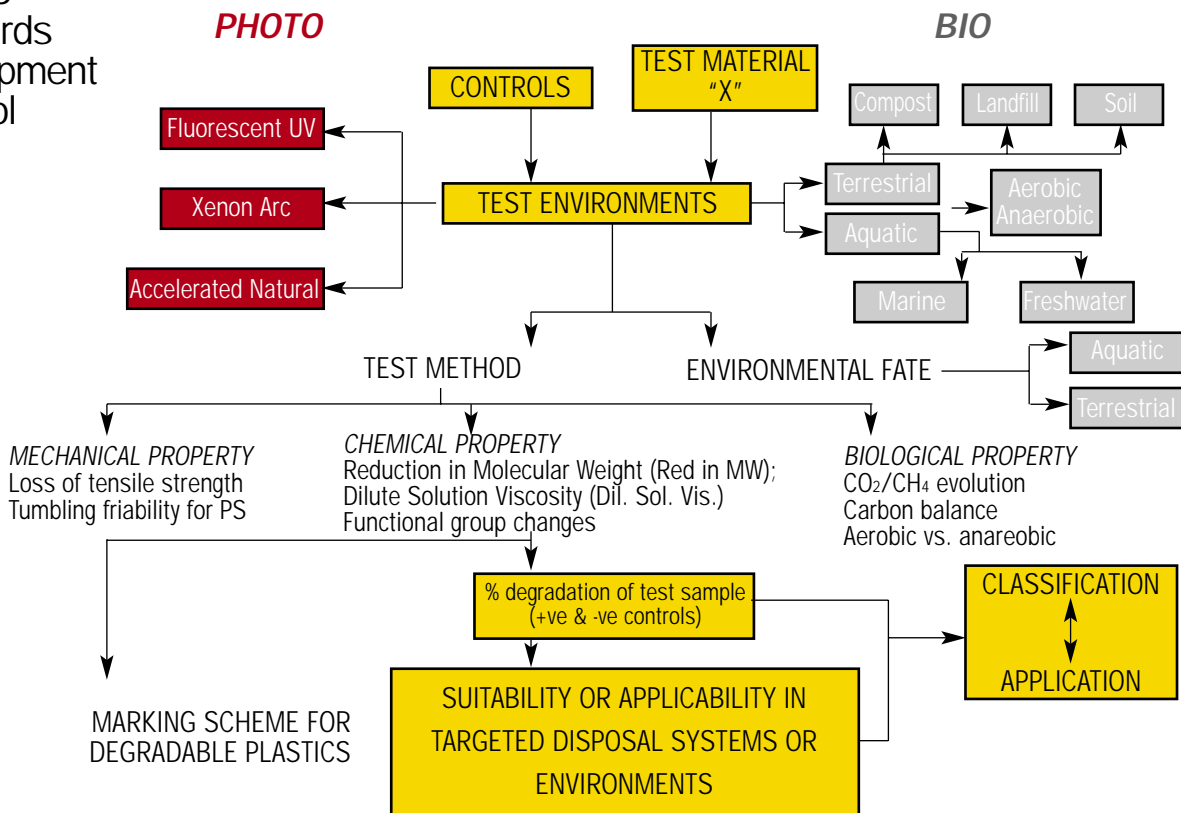 rds
pment
ol
PHOTO
BIO
CONTROLS
TEST MATERIAL
“X”
Compost
Landfill
Soil
Fluorescent UV
Xenon Arc
TEST ENVIRONMENTS
Terrestrial
Aerobic
Anaerobic
Aquatic
Accelerated Natural
Marine
Freshwater
TEST METHOD
ENVIRONMENTAL FATE
Aquatic
Terrestrial
MECHANICAL PROPERTY
Loss of tensile strength
Tumbling friability for PS
CHEMICAL PROPERTY
Reduction in Molecular Weight (Red in MW);
Dilute Solution Viscosity (Dil. Sol. Vis.)
Functional group changes
BIOLOGICAL PROPERTY
CO₂/CH₄ evolution
Carbon balance
Aerobic vs. anareobic
% degradation of test sample
(+ve & -ve controls)
CLASSIFICATION
APPLICATION
MARKING SCHEME FOR
DEGRADABLE PLASTICS
SUITABILITY OR APPLICABILITY IN
TARGETED DISPOSAL SYSTEMS OR
ENVIRONMENTS